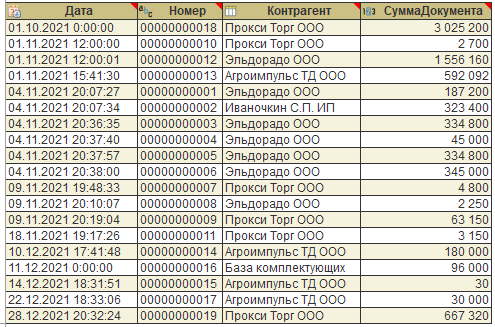 Дата Номер Контрагент СуммаДокумента
01.10.2021 0:00:00 00000000018 Прокси Торг ООО 3 025 200
01.11.2021 12:00:00 00000000010 Прокси Торг ООО 2 700
01.11.2021 12:00:01 00000000012 Эльдорадо ООО 1 556 160
01.11.2021 15:41:30 00000000013 Агроимпульс ТД ООО 592 092
04.11.2021 20:07:27 00000000001 Эльдорадо ООО 187 200
04.11.2021 20:07:34 00000000002 Иваночкин С.П. ИП 323 400
04.11.2021 20:36:35 00000000003 Эльдорадо ООО 334 800
04.11.2021 20:37:40 00000000004 Эльдорадо ООО 45 000
04.11.2021 20:37:57 00000000005 Эльдорадо ООО 334 800
04.11.2021 20:38:00 00000000006 Эльдорадо ООО 345 000
09.11.2021 19:48:33 00000000007 Прокси Торг ООО 4 800
09.11.2021 20:10:07 00000000008 Эльдорадо ООО 2 250
09.11.2021 20:19:04 00000000009 Прокси Торг ООО 63 150
18.11.2021 19:17:26 00000000011 Прокси Торг ООО 3 150
10.12.2021 17:41:48 00000000014 Агроимпульс ТД ООО 180 000
11.12.2021 0:00:00 00000000016 База комплектующих 96 000
14.12.2021 18:31:51 00000000015 Агроимпульс ТД ООО 30
22.12.2021 18:33:06 00000000017 Агроимпульс ТД ООО 30 000
28.12.2021 20:32:24 00000000019 Прокси Торг ООО 667 320